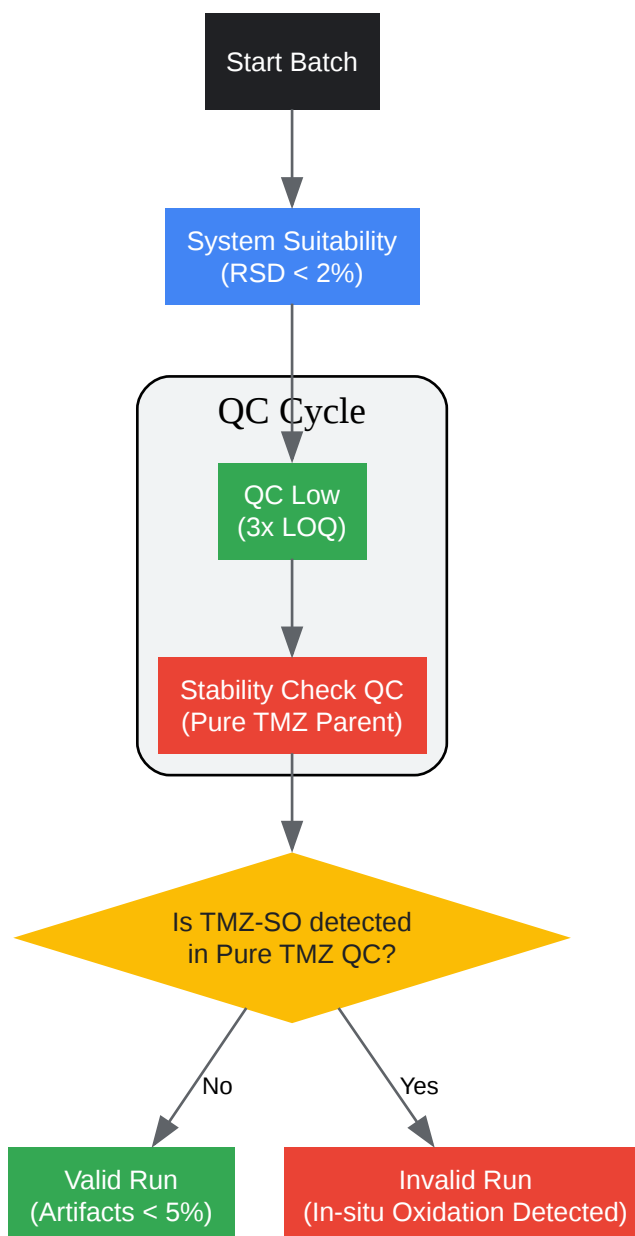 Start Batch
System Suitability
(RSD < 2%)
QC Cycle
QC Low
(3x LOQ)
Stability Check QC
(Pure TMZ Parent)
Is TMZ-SO detected
in Pure TMZ QC?
No
Yes
Valid Run
(Artifacts < 5%)
Invalid Run
(In-situ Oxidation Detected)